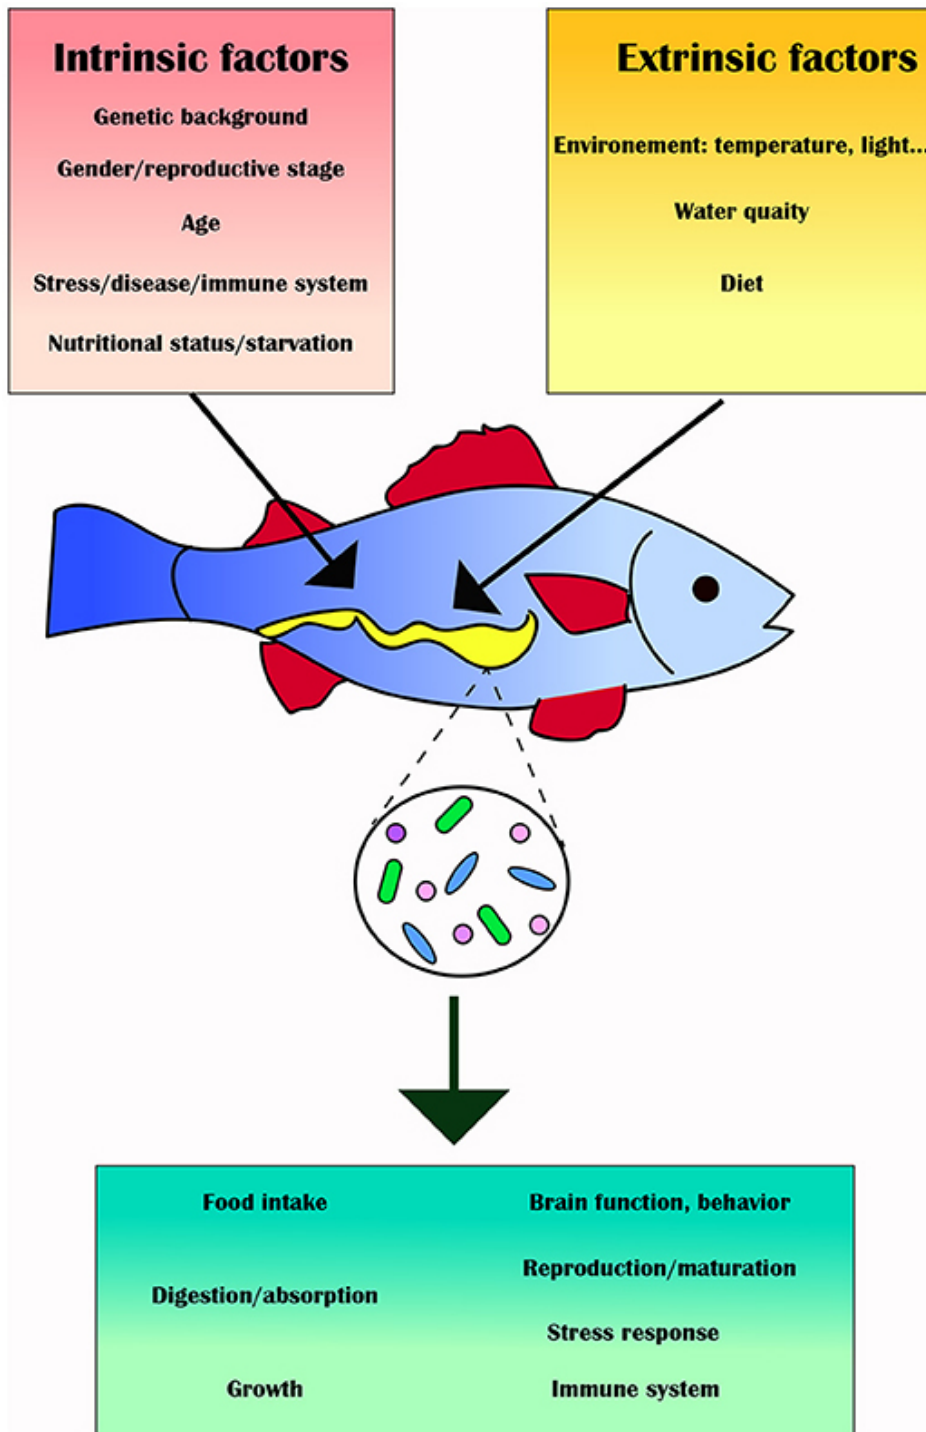 Intrinsic factors
Genetic background
Gender/reproductive stage
Age
Stress/disease/immune system
Nutritional status/starvation
Extrinsic factors
Environement: temperature, light...
Water quaity
Diet
Food intake
Digestion/absorption
Growth
Brain function, behavior
Reproduction/maturation
Stress response
Immune system